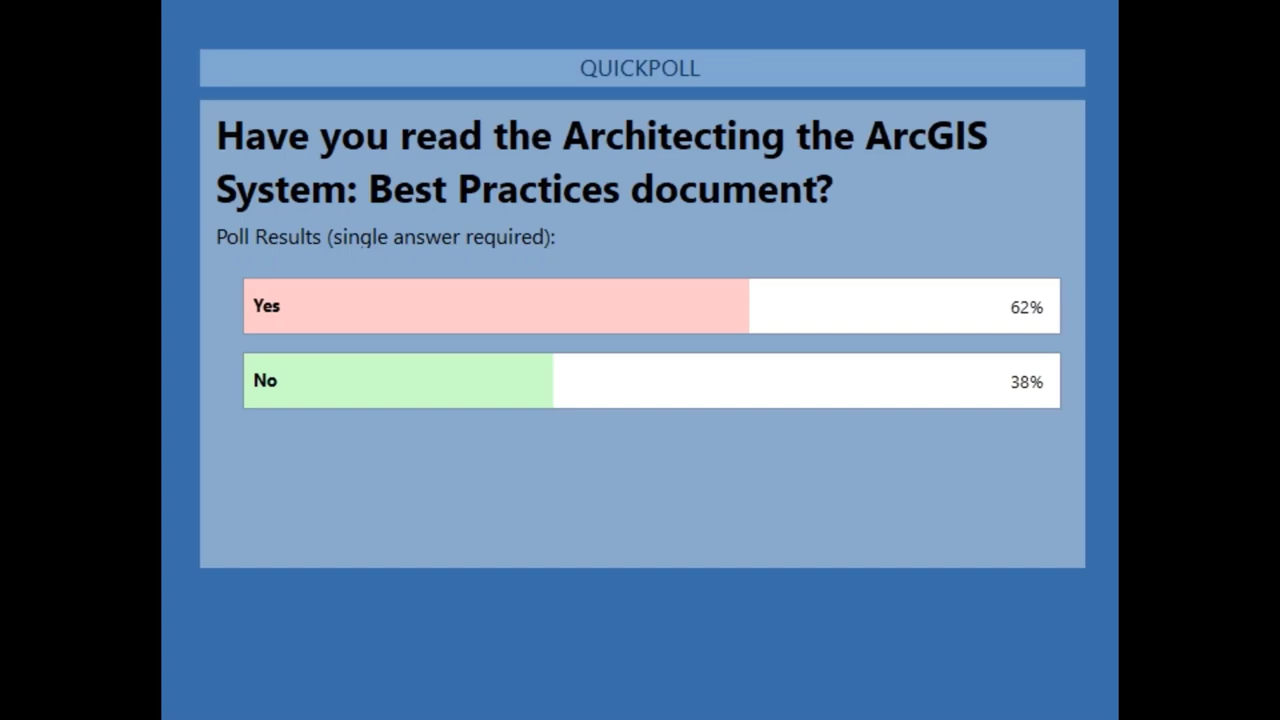 QUICKPOLL
Have you read the Architecting the ArcGIS
System: Best Practices document?
Poll Results (single answer required):
Yes 62%
No 38%